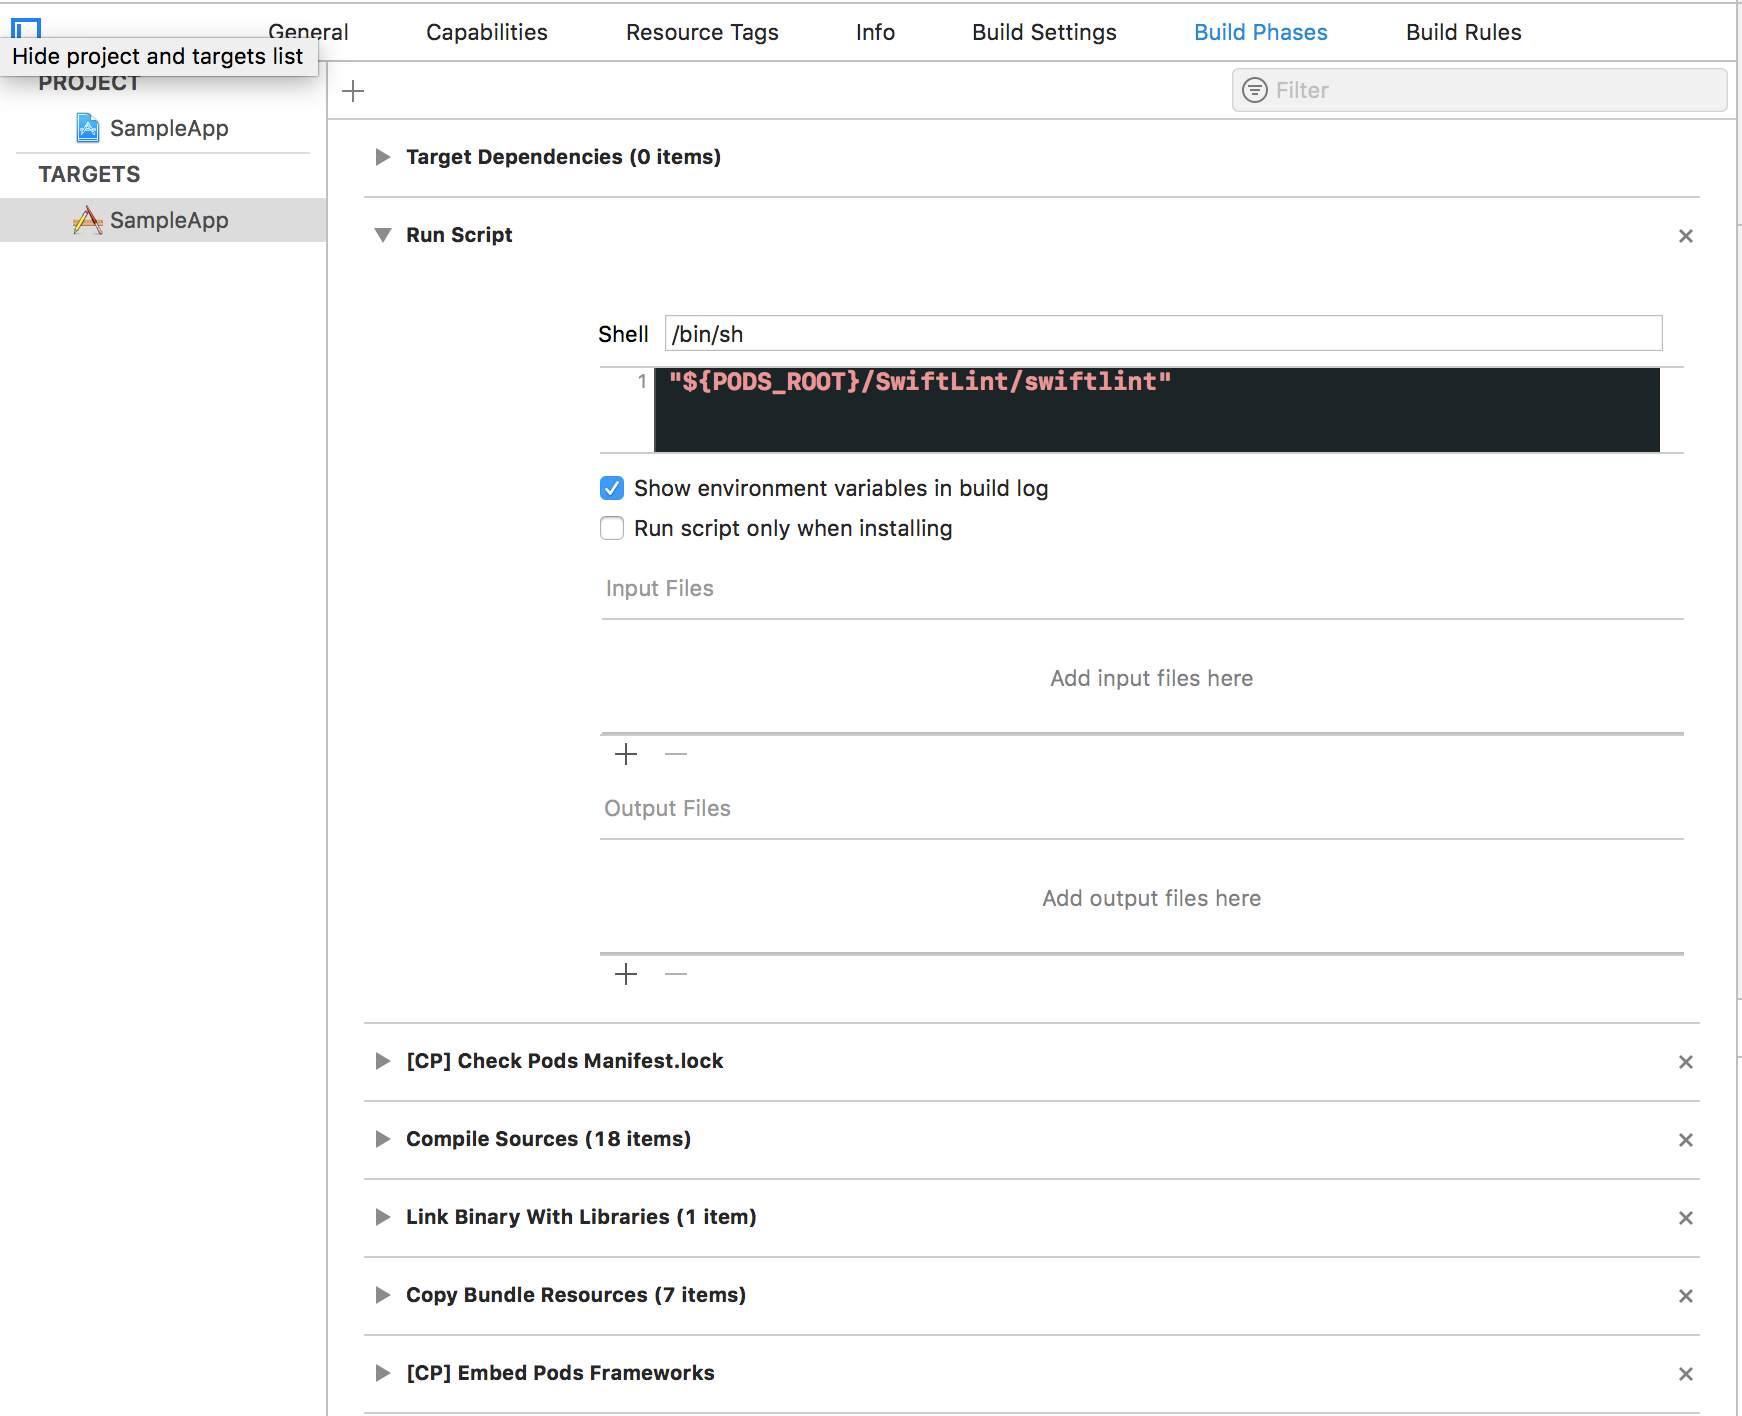 General Capabilities Resource Tags Info Build Settings Build Phases Build Rules
Hide project and targets list
PROJECT
Filter
SampleApp
TARGETS
SampleApp
Target Dependencies (0 items)
Run Script
Shell /bin/sh
1 "${PODS_ROOT}/SwiftLint/swiftlint"
Show environment variables in build log
Run script only when installing
Input Files
Add input files here
Output Files
Add output files here
[CP] Check Pods Manifest.lock
Compile Sources (18 items)
Link Binary With Libraries (1 item)
Copy Bundle Resources (7 items)
[CP] Embed Pods Frameworks